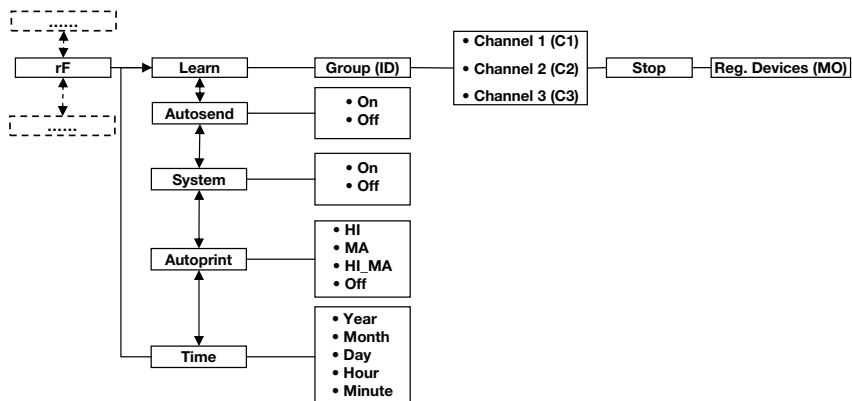 ......
rF
......
Learn
Group (ID)
• Channel 1 (C1)
• Channel 2 (C2)
• Channel 3 (C3)
Stop
Reg. Devices (MO)
Autosend
• On
• Off
System
• On
• Off
Autoprint
• HI
• MA
• HI_MA
• Off
Time
• Year
• Month
• Day
• Hour
• Minute